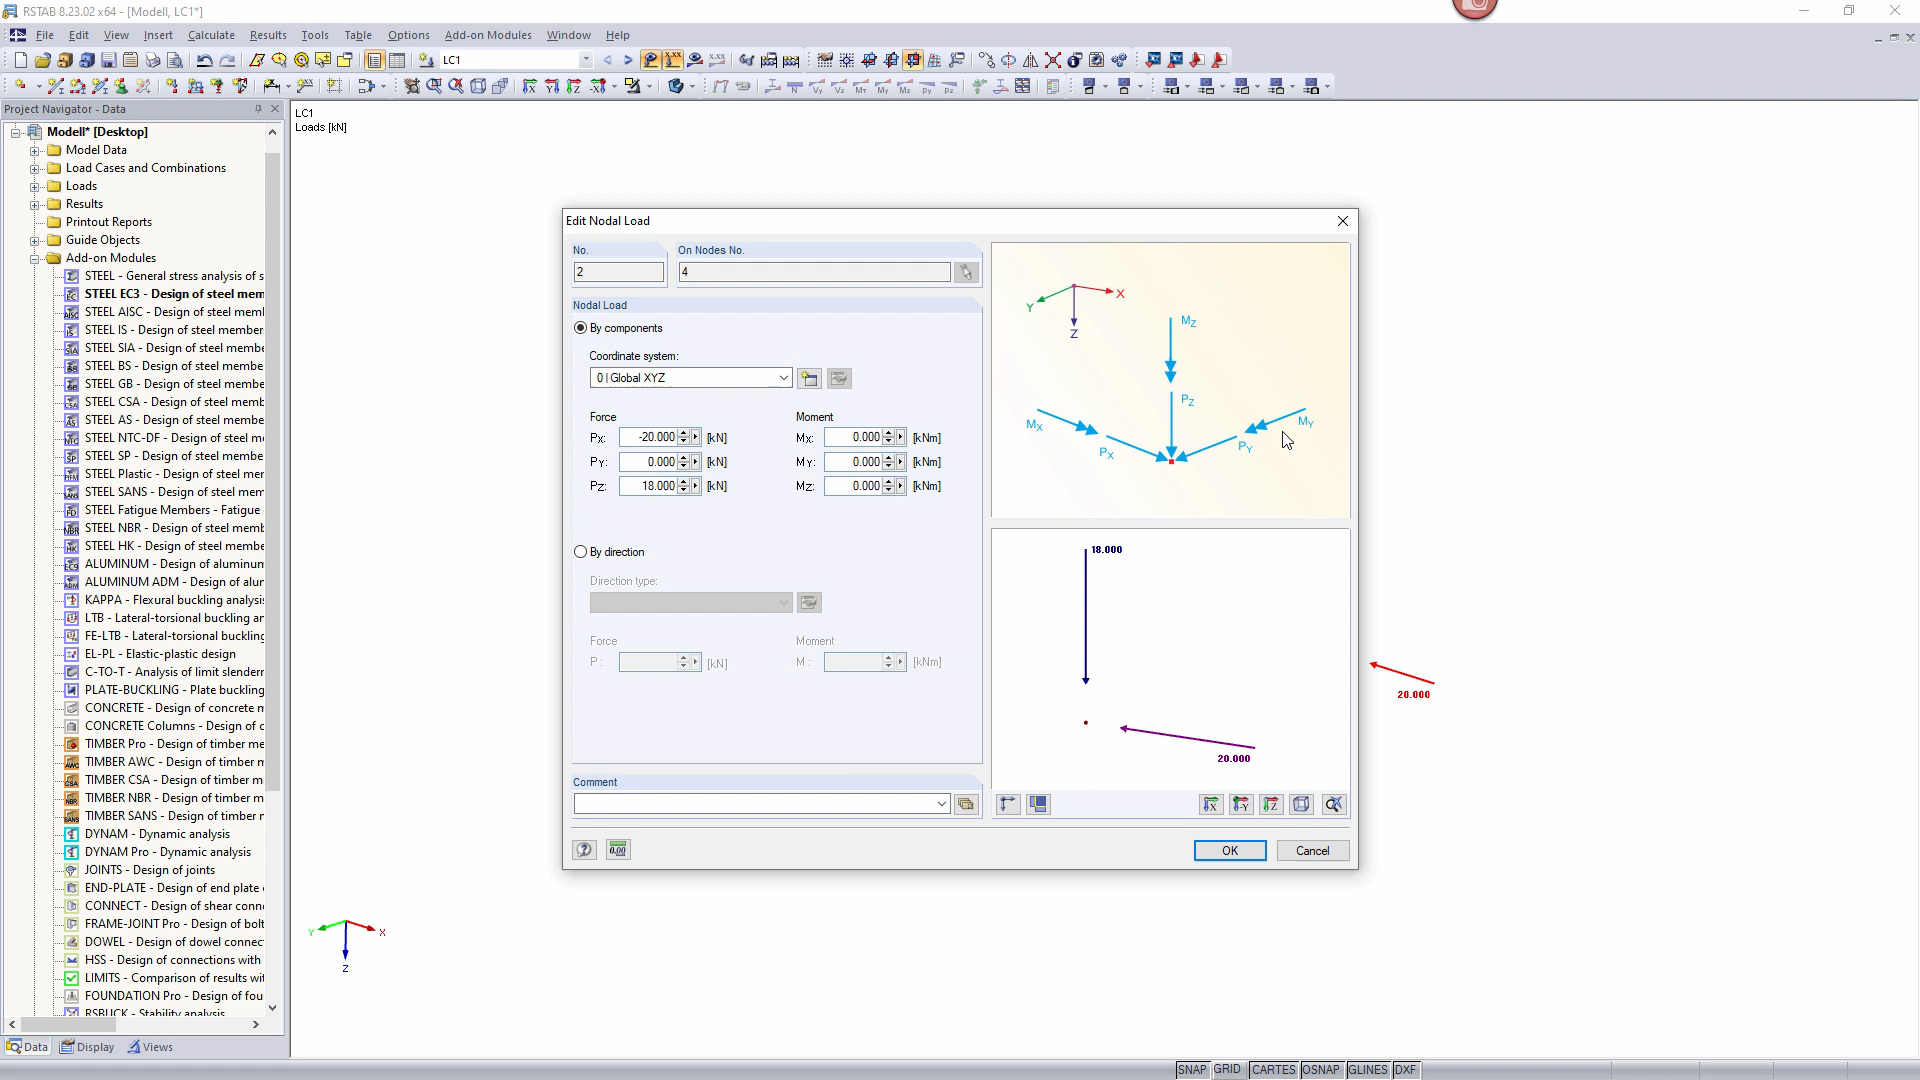 RSTAB 8.23.02 x64 - [Modell, LC1*]
File Edit View Insert Calculate Results Tools Table Options Add-on Modules Window Help
LC1
Project Navigator - Data
Modell* [Desktop]
Model Data
Load Cases and Combinations
Loads
Results
Printout Reports
Guide Objects
Add-on Modules
STEEL - General stress analysis of s
STEEL EC3 - Design of steel mem
STEEL AISC - Design of steel meml
STEEL IS - Design of steel member
STEEL SIA - Design of steel membe
STEEL BS - Design of steel membe
STEEL GB - Design of steel membe
STEEL CSA - Design of steel memb
STEEL AS - Design of steel membe
STEEL NTC-DF - Design of steel me
STEEL SP - Design of steel membe
STEEL Plastic - Design of steel mer
STEEL SANS - Design of steel mem
STEEL Fatigue Members - Fatigue
STEEL NBR - Design of steel memb
STEEL HK - Design of steel membe
ALUMINUM - Design of aluminum
ALUMINUM ADM - Design of alur
KAPPA - Flexural buckling analysis
LTB - Lateral-torsional buckling an
FE-LTB - Lateral-torsional buckling
EL-PL - Elastic-plastic design
C-TO-T - Analysis of limit slenderr
PLATE-BUCKLING - Plate buckling
CONCRETE - Design of concrete m
CONCRETE Columns - Design of c
TIMBER Pro - Design of timber me
TIMBER AWC - Design of timber m
TIMBER CSA - Design of timber m
TIMBER NBR - Design of timber m
TIMBER SANS - Design of timber r
DYNAM - Dynamic analysis
DYNAM Pro - Dynamic analysis
JOINTS - Design of joints
END-PLATE - Design of end plate
CONNECT - Design of shear conn
FRAME-JOINT Pro - Design of bolt
DOWEL - Design of dowel connec
HSS - Design of connections with
LIMITS - Comparison of results wit
FOUNDATION Pro - Design of fou
RSBUCK - Stability analysis
Data Display Views
LC1
Loads [kN]
Y X
Z
Edit Nodal Load
No. On Nodes No.
2 4
Nodal Load
By components
Coordinate system:
0 | Global XYZ
Force Moment
PX: -20.000 [kN] MX: 0.000 [kNm]
PY: 0.000 [kN] MY: 0.000 [kNm]
PZ: 18.000 [kN] MZ: 0.000 [kNm]
By direction
Direction type:
Force Moment
P : [kN] M : [kNm]
Comment
Y X
Z
MZ
PZ
MX MY
PX PY
18.000
20.000
OK Cancel
20.000
SNAP GRID CARTES OSNAP GLINES DXF